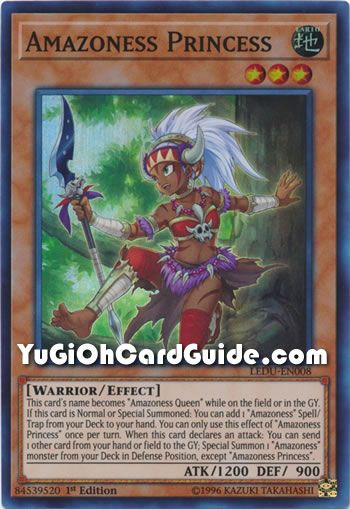 AMAZONESS PRINCESS
EARTH
地
YuGiOhCardGuide.com
LEDU-EN008
[WARRIOR/EFFECT]
This card's name becomes "Amazoness Queen" while on the field or in the GY.
If this card is Normal or Special Summoned: You can add 1 "Amazoness" Spell/
Trap from your Deck to your hand. You can only use this effect of "Amazoness
Princess" once per turn. When this card declares an attack: You can send
1 other card from your hand or field to the GY; Special Summon 1 "Amazoness"
monster from your Deck in Defense Position, except "Amazoness Princess".
ATK/1200 DEF/ 900
84539520 1st Edition ©1996 KAZUKI TAKAHASHI